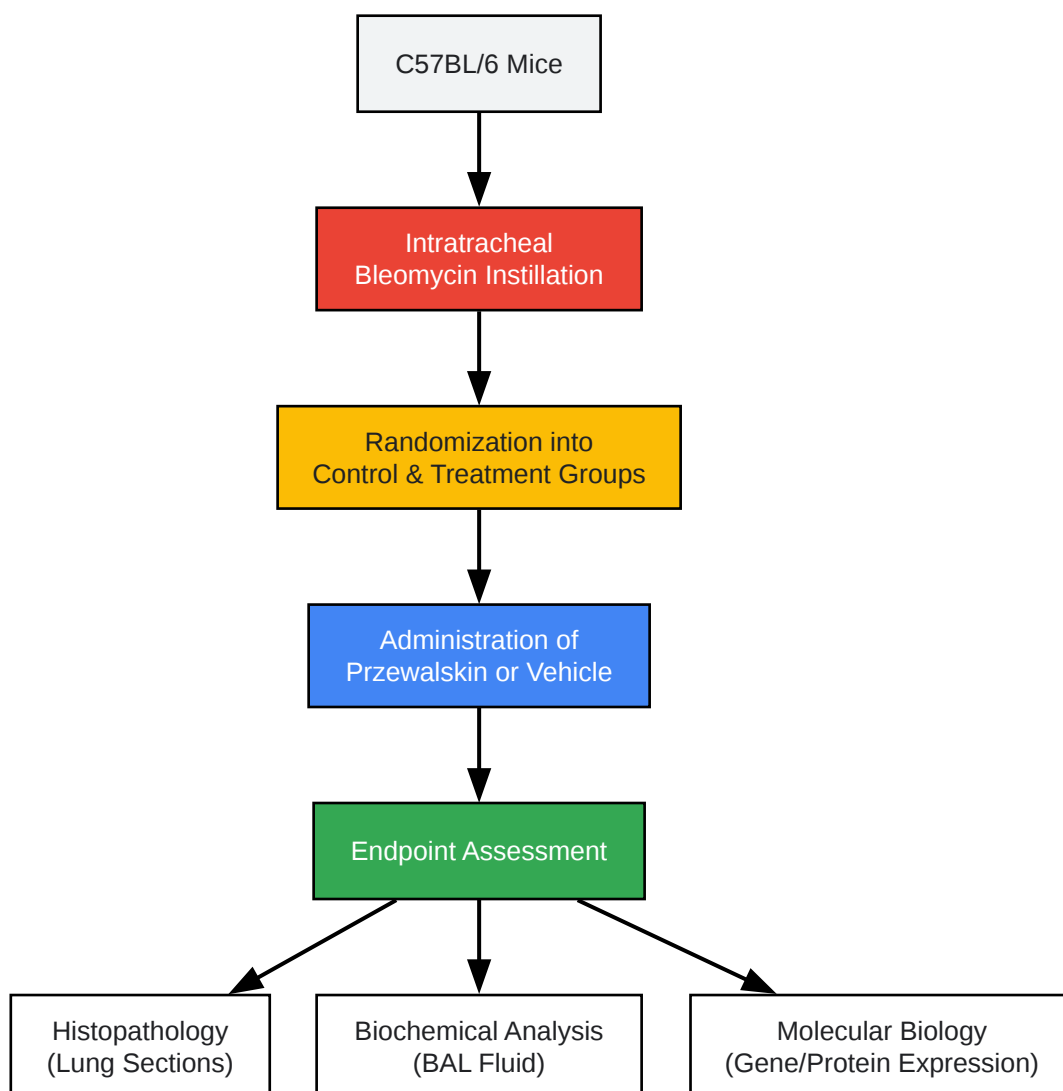 C57BL/6 Mice
Intratracheal
Bleomycin Instillation
Randomization into
Control & Treatment Groups
Administration of
Przewalskin or Vehicle
Endpoint Assessment
Histopathology
(Lung Sections)
Biochemical Analysis
(BAL Fluid)
Molecular Biology
(Gene/Protein Expression)